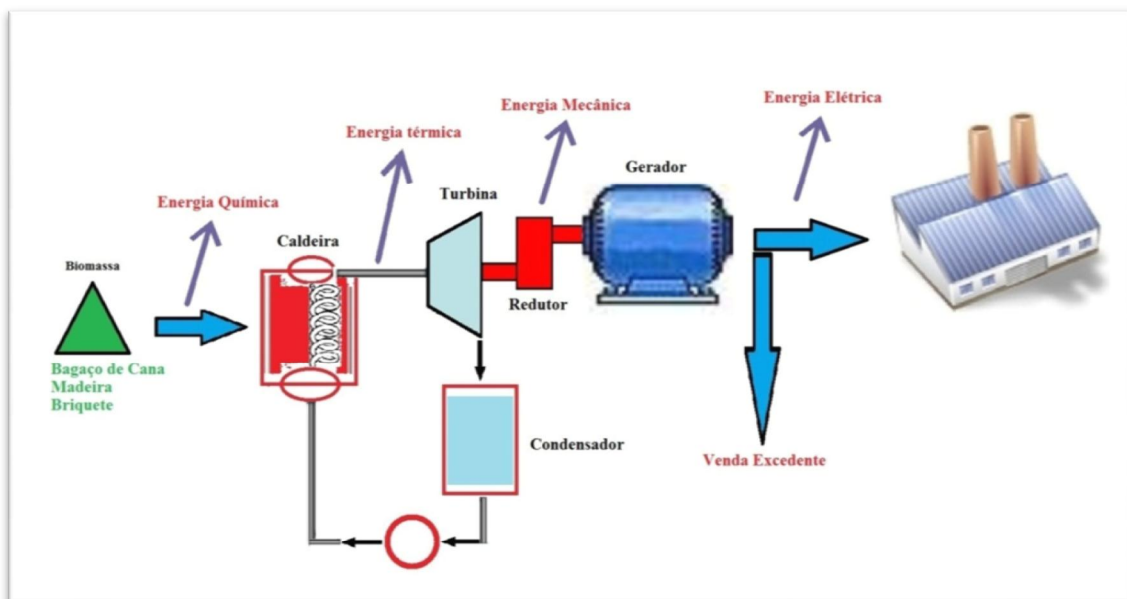 Energia Mecânica
Energia Elétrica
Energia térmica
Gerador
Turbina
Energia Química
Caldeira
Biomassa
Redutor
Bagaço de Cana
Madeira
Briquete
Condensador
Venda Excedente